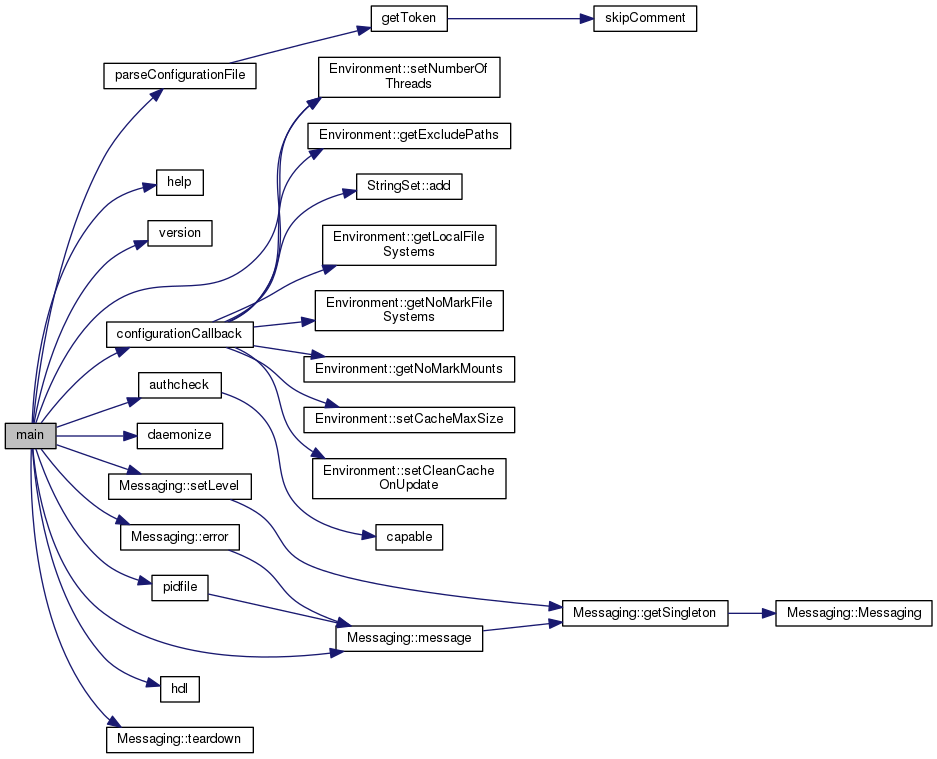 getToken
skipComment
parseConfigurationFile
Environment::setNumberOf
Threads
Environment::getExcludePaths
help
StringSet::add
version
Environment::getLocalFile
Systems
Environment::getNoMarkFile
Systems
configurationCallback
Environment::getNoMarkMounts
authcheck
Environment::setCacheMaxSize
main
daemonize
Environment::setCleanCache
OnUpdate
Messaging::setLevel
Messaging::error
capable
pidfile
Messaging::getSingleton
Messaging::Messaging
Messaging::message
hdl
Messaging::teardown